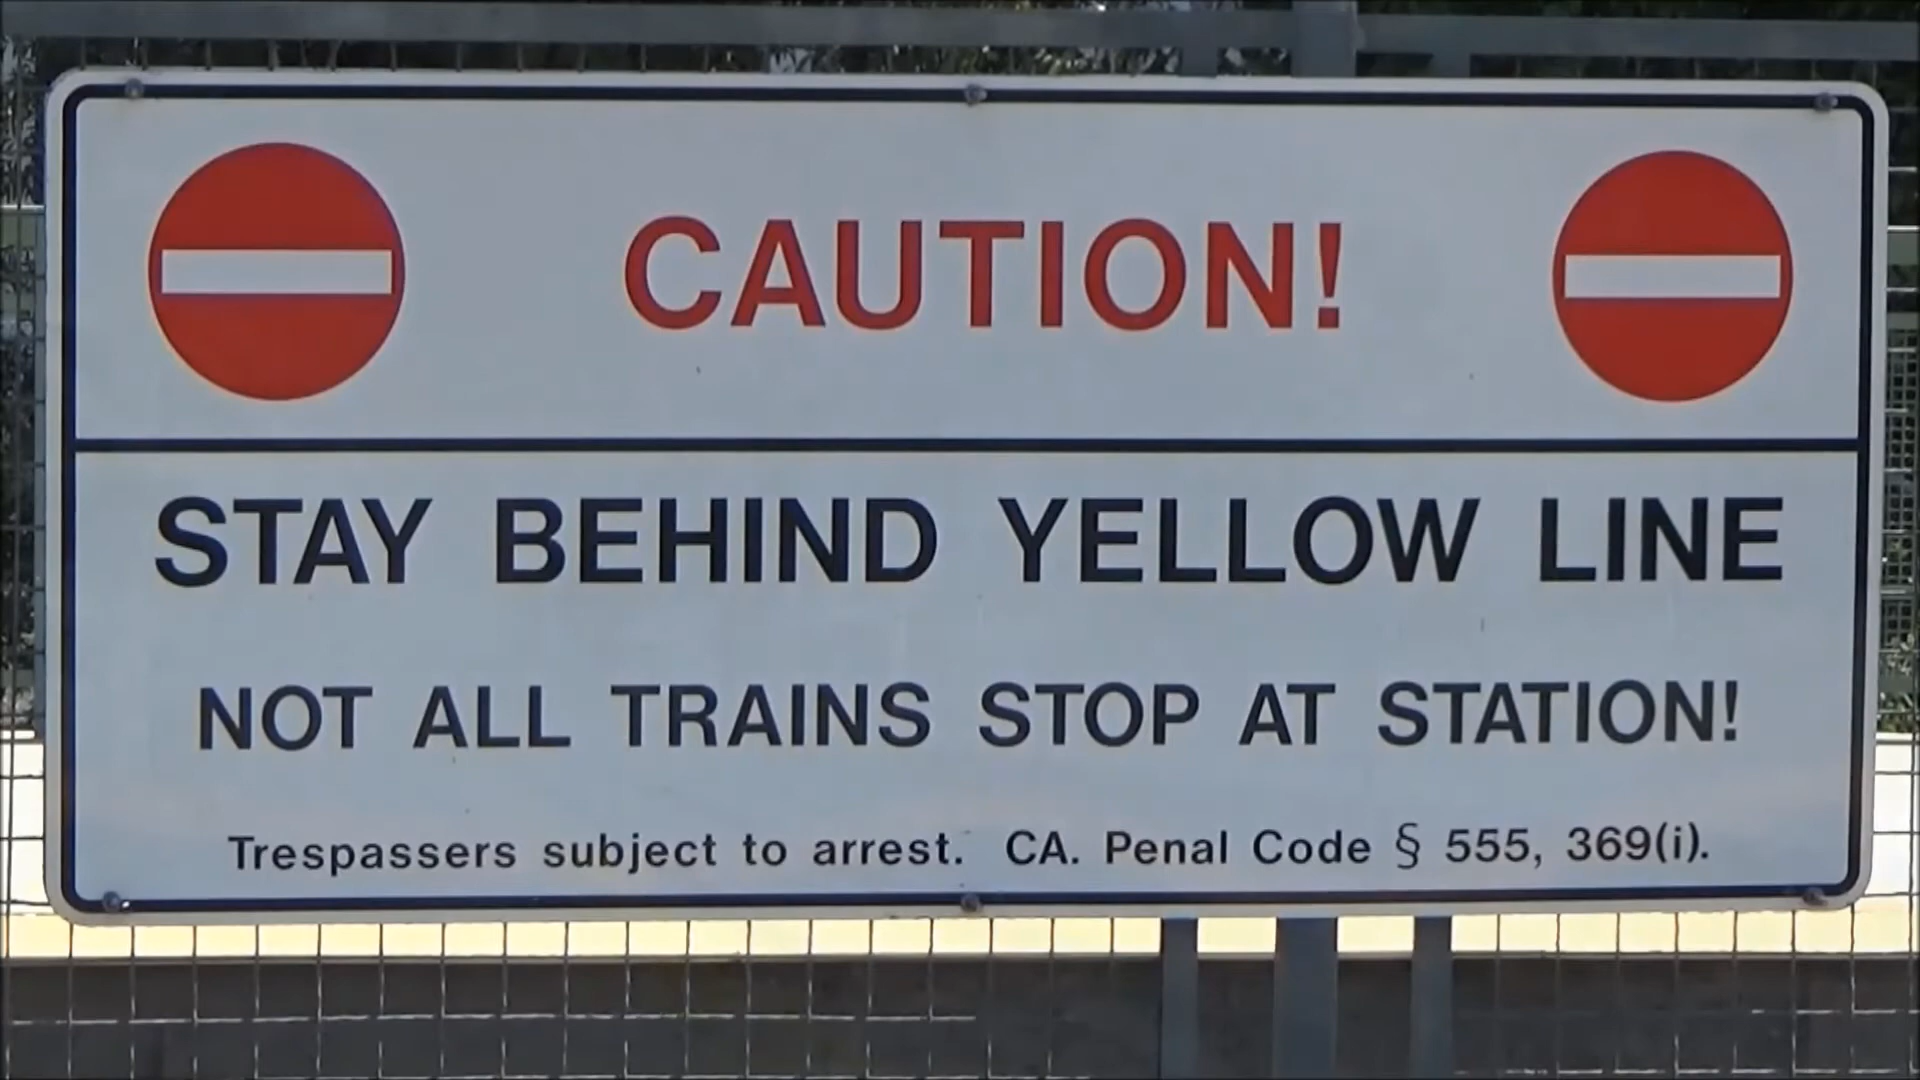 CAUTION!
STAY BEHIND YELLOW LINE
NOT ALL TRAINS STOP AT STATION!
Trespassers subject to arrest. CA. Penal Code § 555, 369(i).